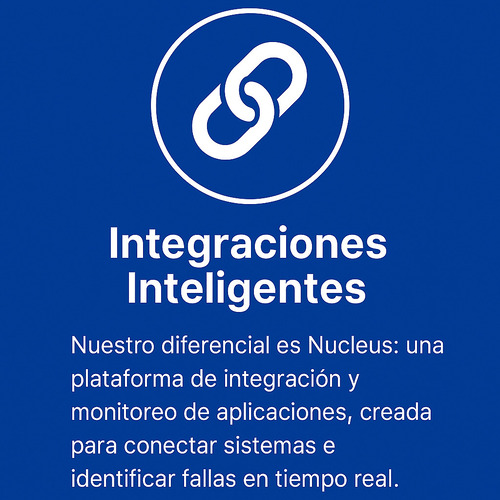 Integraciones
Inteligentes
Nuestro diferencial es Nucleus: una
plataforma de integración y
monitoreo de aplicaciones, creada
para conectar sistemas e
identificar fallas en tiempo real.